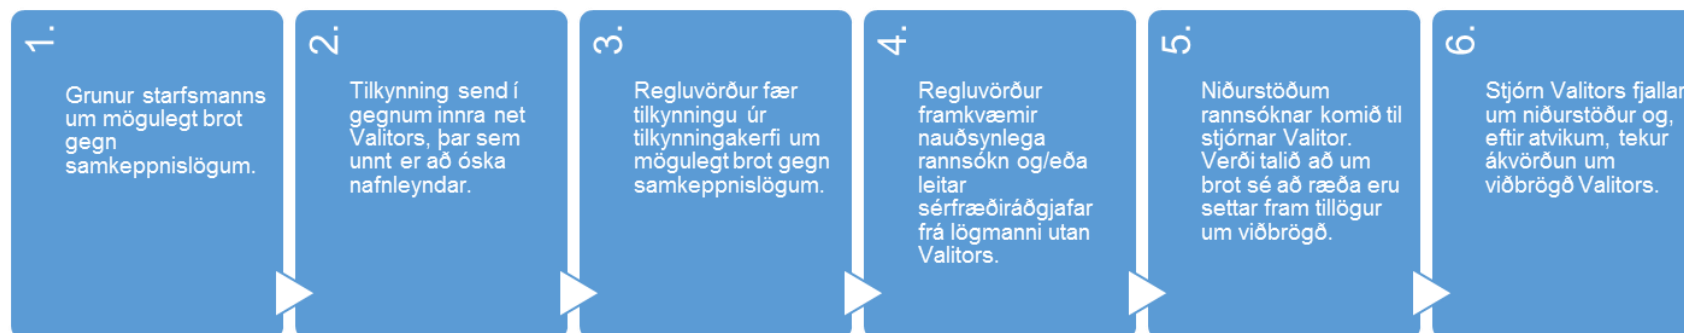 1.
Grunur starfsmanns
um mögulegt brot
gegn
samkeppnislögum.
2.
Tilkynning send í
gegnum innra net
Valitors, þar sem
unnt er að óska
nafnleyndar.
3.
Regluvörður fær
tilkynningu úr
tilkynningakerfi um
mögulegt brot gegn
samkeppnislögum.
4.
Regluvörður
framkvæmir
nauðsynlega
rannsókn og/eða
leitar
sérfræðiráðgjafar
frá lögmanni utan
Valitors.
5.
Niðurstöðum
rannsóknar komið til
stjórnar Valitor.
Verði talið að um
brot sé að ræða eru
settar fram tillögur
um viðbrögð.
6.
Stjórn Valitors fjallar
um niðurstöður og,
eftir atvikum, tekur
ákvörðun um
viðbrögð Valitors.